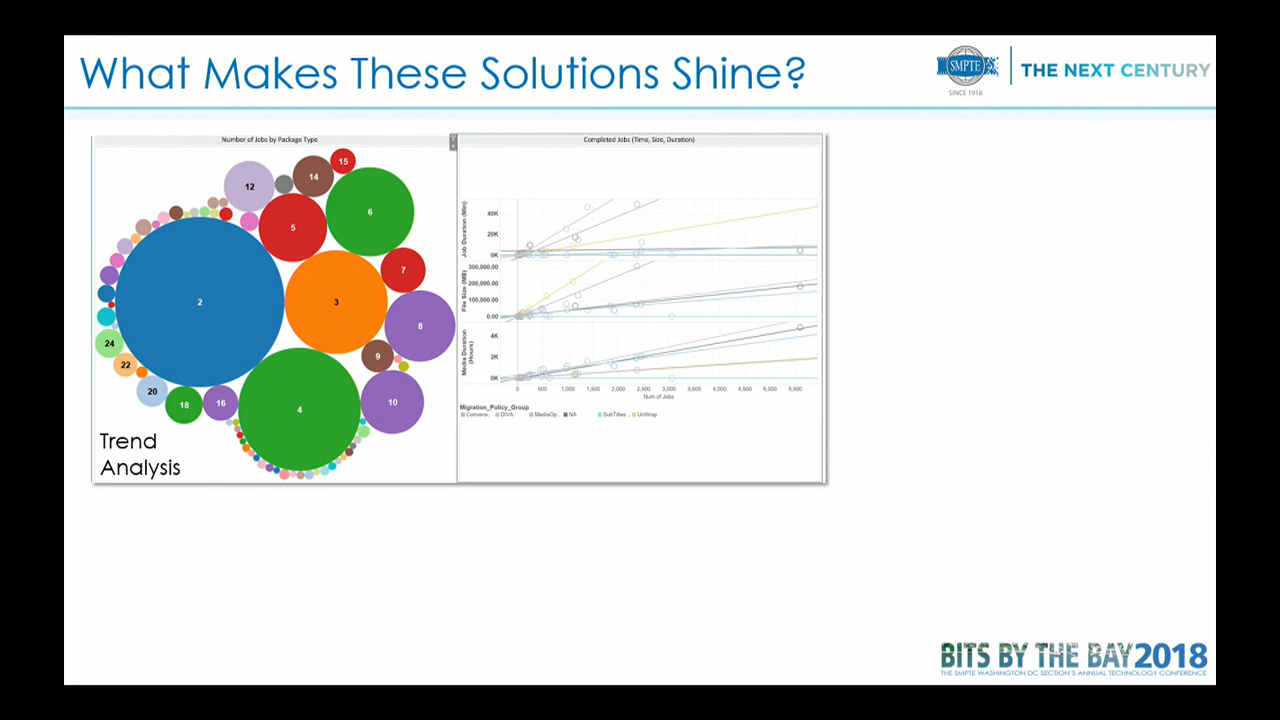 What Makes These Solutions Shine?
SMPTE
SINCE 1916
THE NEXT CENTURY
Number of Jobs by Package Type
Completed Jobs (Time, Size, Duration)
15
14
12
6
5
7
2
3
8
24
9
22
20
10
18
16
4
Trend
Analysis
Job Duration (Min)
40K
20K
0K
File Size (MB)
300,000.00
200,000.00
100,000.00
0.00
Media Duration
(Hours)
4K
2K
0K
0 500 1,000 1,500 2,000 2,500 3,000 3,500 4,000 4,500 5,000 5,500
Num of Jobs
Migration_Policy_Group
Converse.. DIVA MediaOp.. NA SubTitles.. UnWrap
BITS BY THE BAY 2018
THE SMPTE WASHINGTON DC SECTION'S ANNUAL TECHNOLOGY CONFERENCE